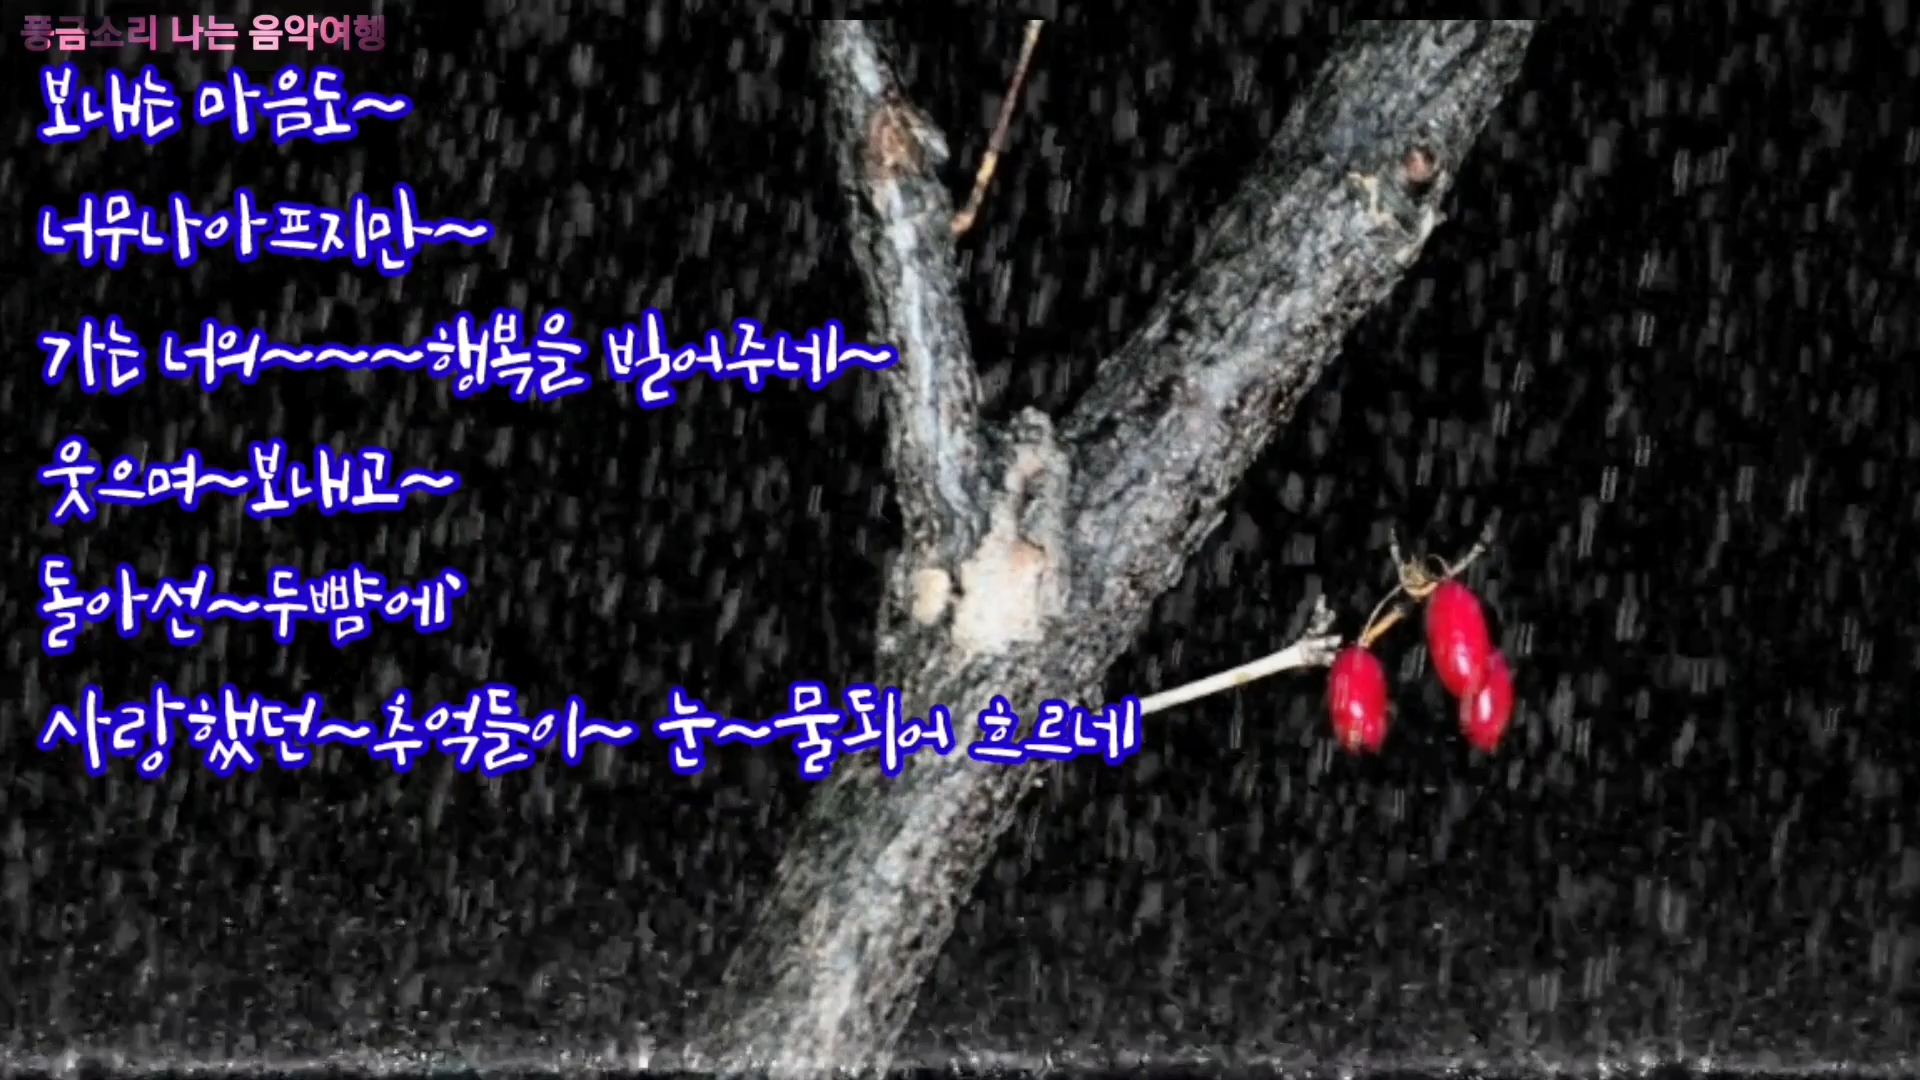 풍금소리 나는 음악여행
보내는 마음도~
너무나아프지만~
가는 너의~~~~행복을 빌어주네~
웃으며~보내고~
돌아선~두뺨에`
사랑했던~추억들이~ 눈~물되어 흐르네